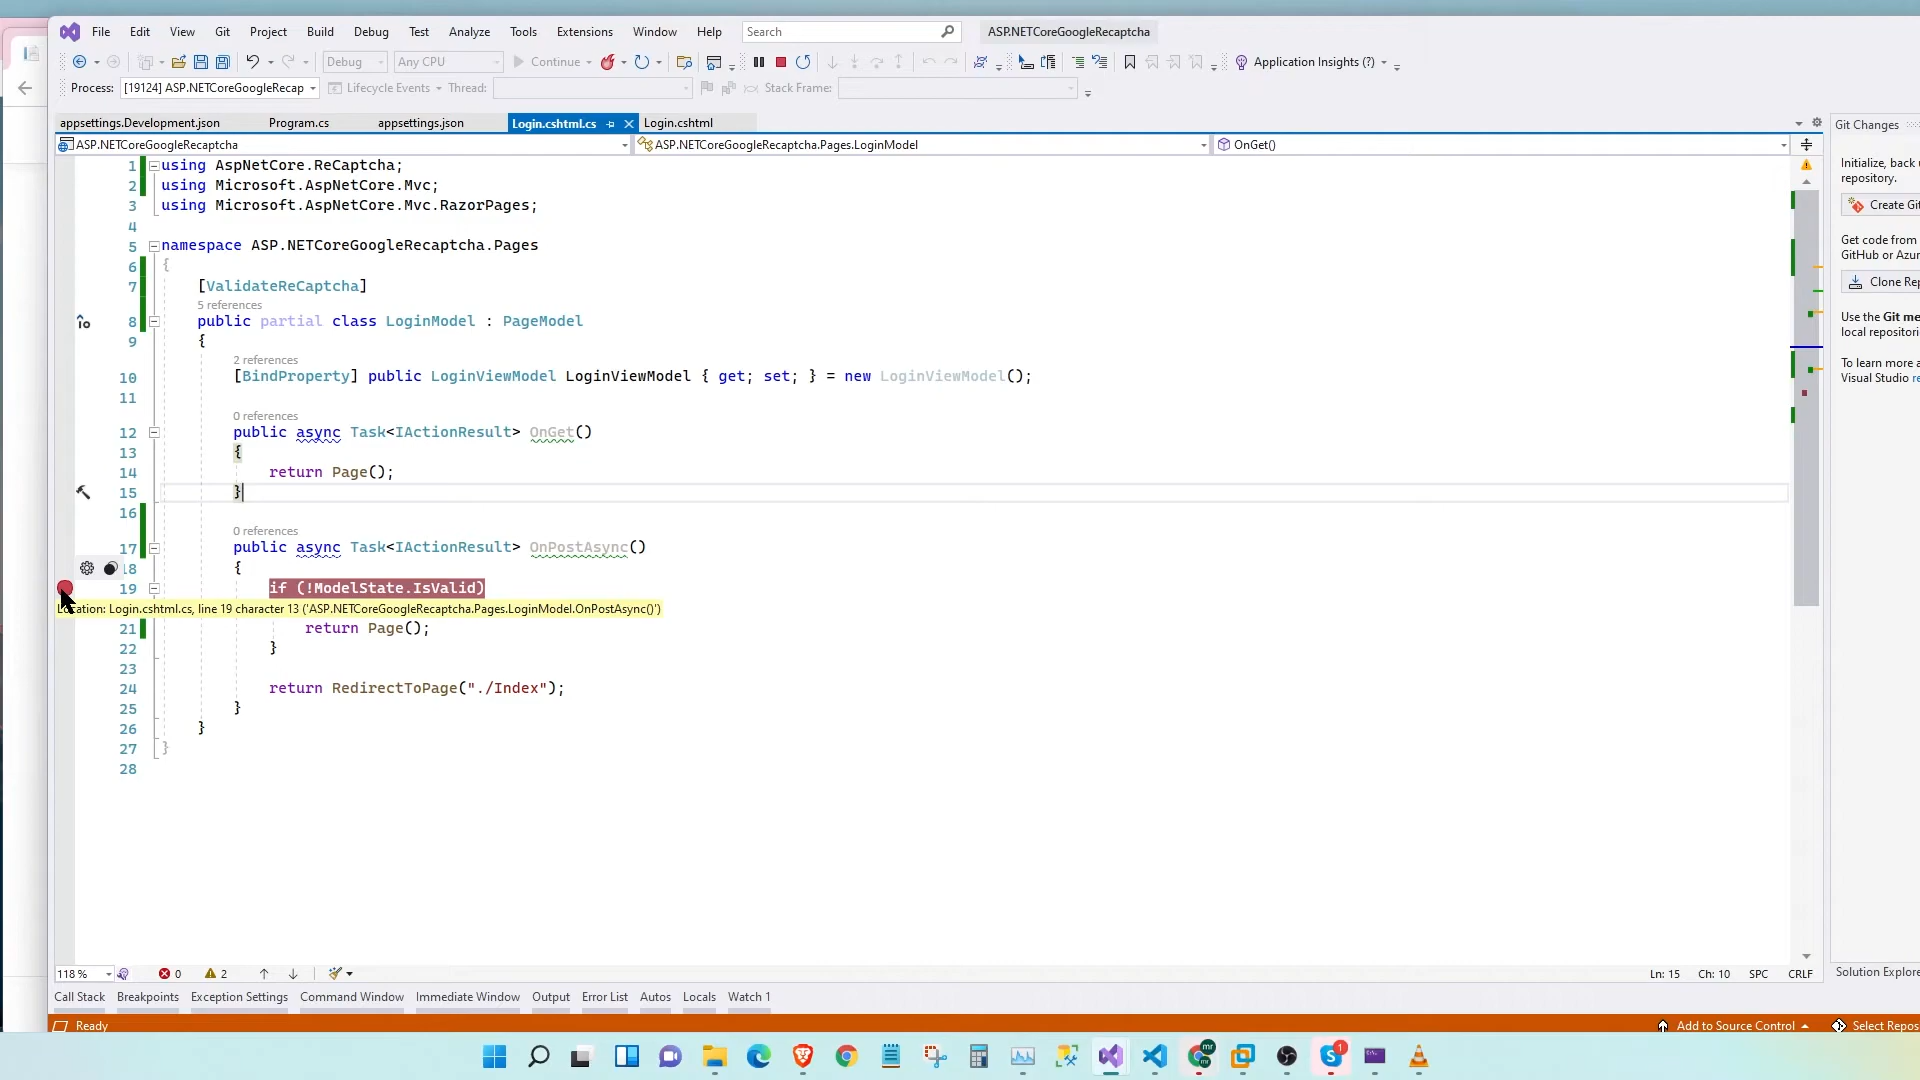 File Edit View Git Project Build Debug Test Analyze Tools Extensions Window Help Search ASP.NETCoreGoogleRecaptcha
Debug Any CPU Continue Application Insights (?)
Process: [19124] ASP.NETCoreGoogleRecap Lifecycle Events Thread: Stack Frame:
appsettings.Development.json Program.cs appsettings.json Login.cshtml.cs Login.cshtml
ASP.NETCoreGoogleRecaptcha ASP.NETCoreGoogleRecaptcha.Pages.LoginModel OnGet()
1 using AspNetCore.ReCaptcha;
2 using Microsoft.AspNetCore.Mvc;
3 using Microsoft.AspNetCore.Mvc.RazorPages;
4
5 namespace ASP.NETCoreGoogleRecaptcha.Pages
6 {
7 [ValidateReCaptcha]
5 references
8 public partial class LoginModel : PageModel
9 {
2 references
10 [BindProperty] public LoginViewModel LoginViewModel { get; set; } = new LoginViewModel();
11
0 references
12 public async Task<IActionResult> OnGet()
13 {
14 return Page();
15 }
16
0 references
17 public async Task<IActionResult> OnPostAsync()
18 {
19 if (!ModelState.IsValid)
Location: Login.cshtml.cs, line 19 character 13 ('ASP.NETCoreGoogleRecaptcha.Pages.LoginModel.OnPostAsync()')
21 return Page();
22 }
23
24 return RedirectToPage("./Index");
25 }
26 }
27 }
28
118 % 0 2 Ln: 15 Ch: 10 SPC CRLF
Call Stack Breakpoints Exception Settings Command Window Immediate Window Output Error List Autos Locals Watch 1
Ready Add to Source Control Select Repos
Git Changes
Initialize, back u
repository.
Create Git
Get code from
GitHub or Azur
Clone Rep
Use the Git me
local repositori
To learn more a
Visual Studio re
Solution Explore
mr
1